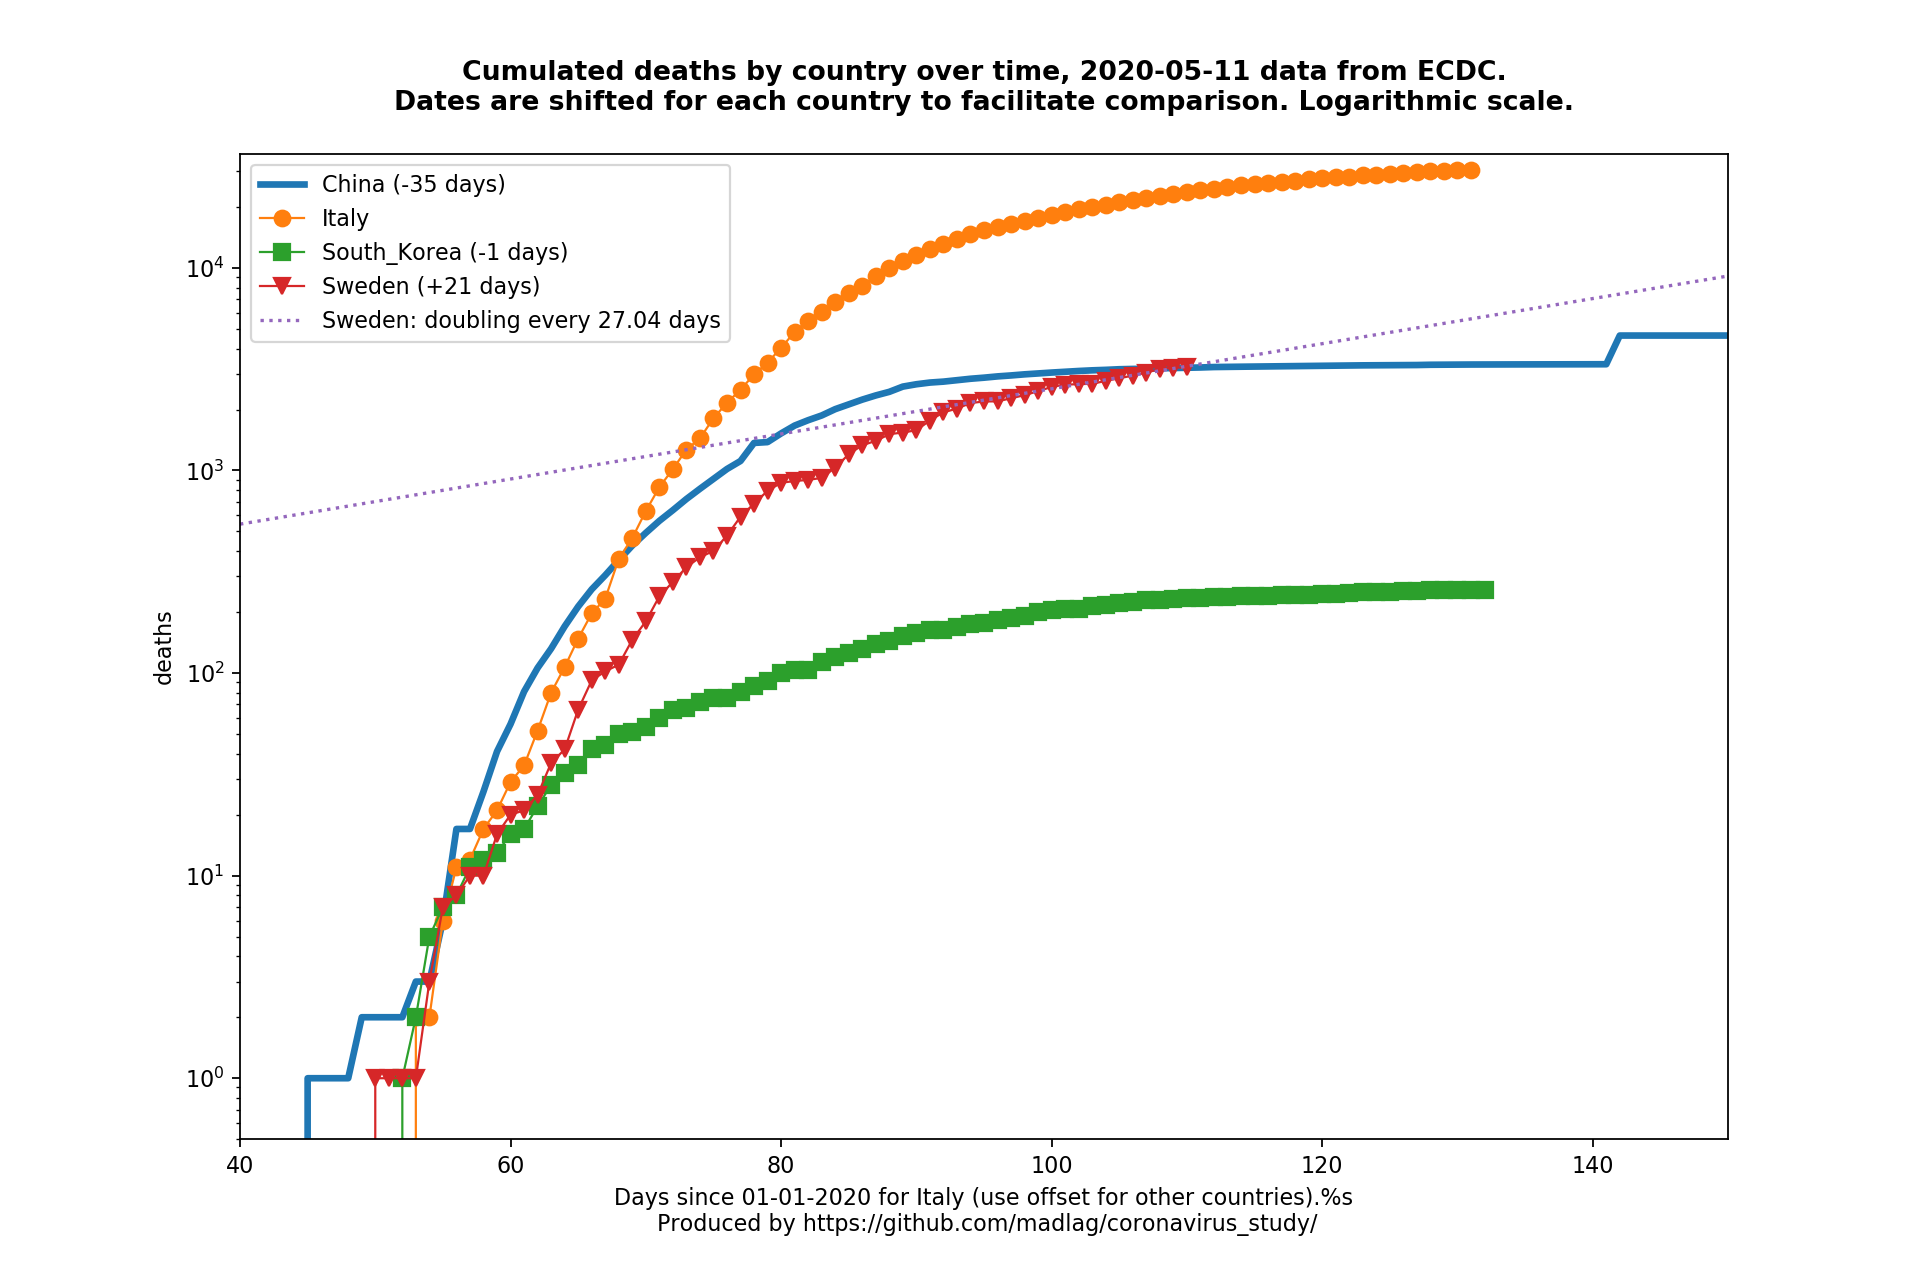 Cumulated deaths by country over time, 2020-05-11 data from ECDC.
Dates are shifted for each country to facilitate comparison. Logarithmic scale.
China (-35 days)
Italy
South_Korea (-1 days)
Sweden (+21 days)
Sweden: doubling every 27.04 days
deaths
10⁴
10³
10²
10¹
10⁰
40 60 80 100 120 140
Days since 01-01-2020 for Italy (use offset for other countries).%s
Produced by https://github.com/madlag/coronavirus_study/